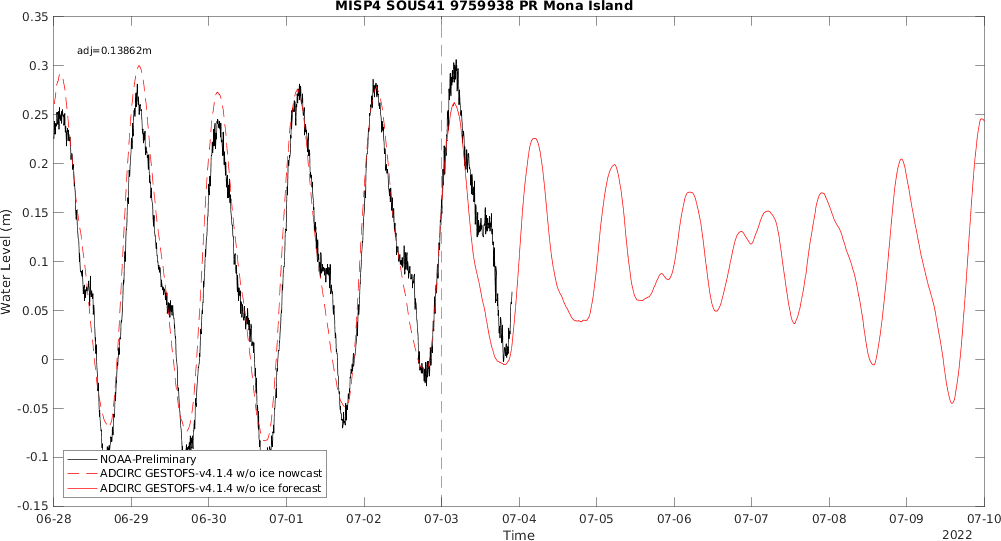 MISP4 SOUS41 9759938 PR Mona Island
adj=0.13862m
Water Level (m)
0.35
0.3
0.25
0.2
0.15
0.1
0.05
0
-0.05
-0.1
-0.15
NOAA-Preliminary
ADCIRC GESTOFS-v4.1.4 w/o ice nowcast
ADCIRC GESTOFS-v4.1.4 w/o ice forecast
06-28 06-29 06-30 07-01 07-02 07-03 07-04 07-05 07-06 07-07 07-08 07-09 07-10
Time
2022